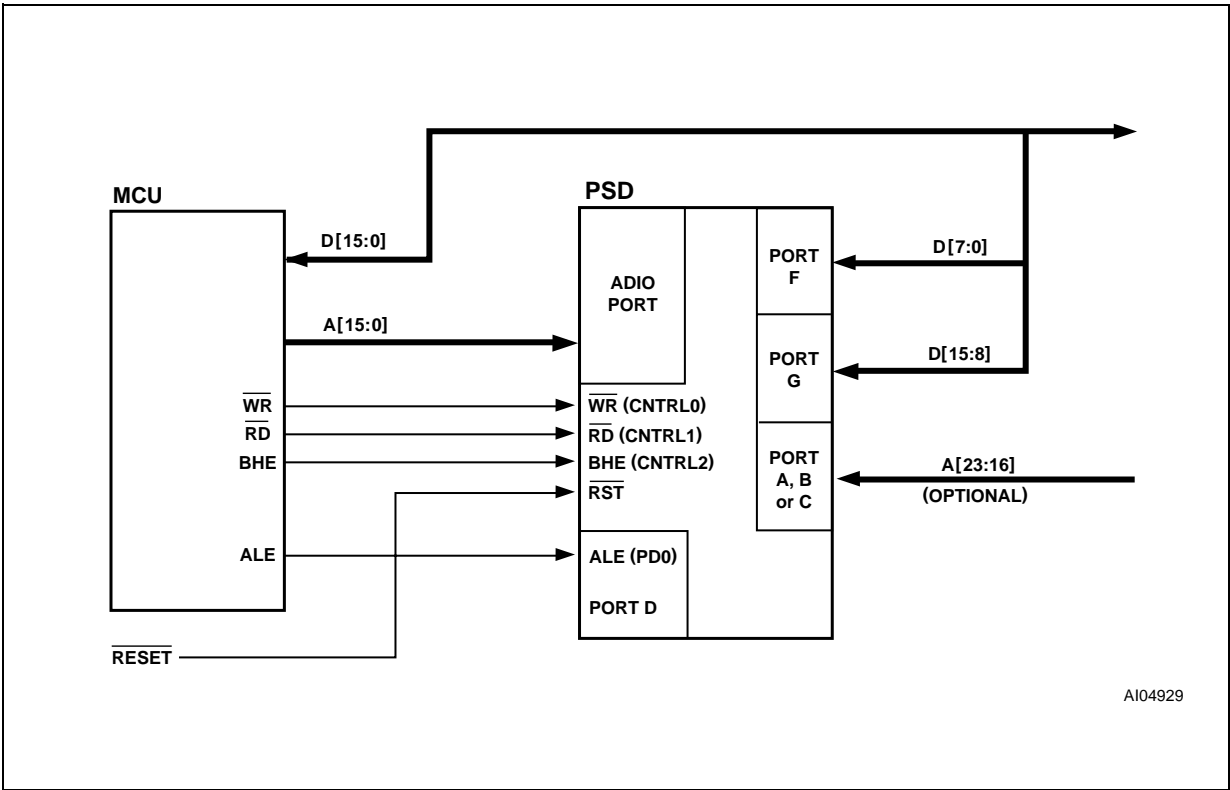 MCU
PSD
D[15:0]
D[7:0]
ADIO
PORT
PORT
F
A[15:0]
PORT
G
D[15:8]
WR
WR (CNTRL0)
RD
RD (CNTRL1)
BHE
BHE (CNTRL2)
RST
PORT
A, B
or C
A[23:16]
(OPTIONAL)
ALE
ALE (PD0)
PORT D
RESET
AI04929